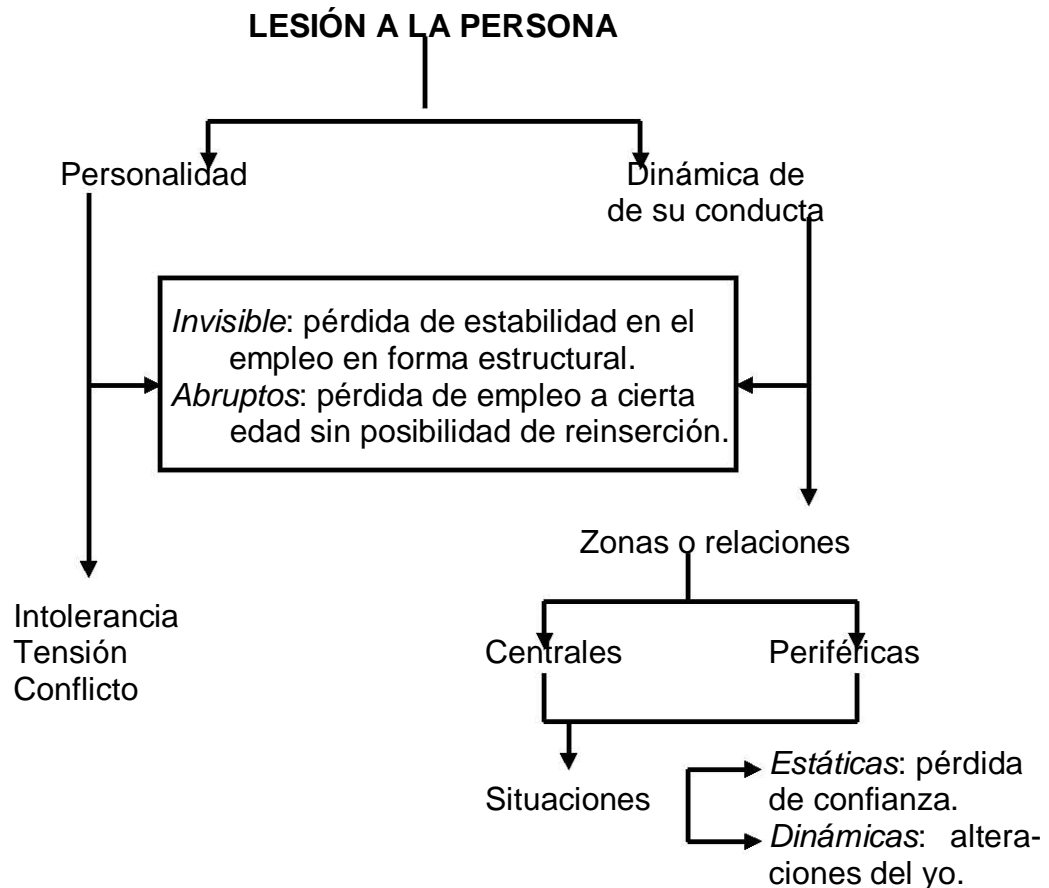 LESIÓN A LA PERSONA
Personalidad
Dinámica de
de su conducta
Invisible: pérdida de estabilidad en el
empleo en forma estructural.
Abruptos: pérdida de empleo a cierta
edad sin posibilidad de reinserción.
Zonas o relaciones
Intolerancia
Tensión
Conflicto
Centrales
Periféricas
Situaciones
Estáticas: pérdida
de confianza.
Dinámicas: altera-
ciones del yo.